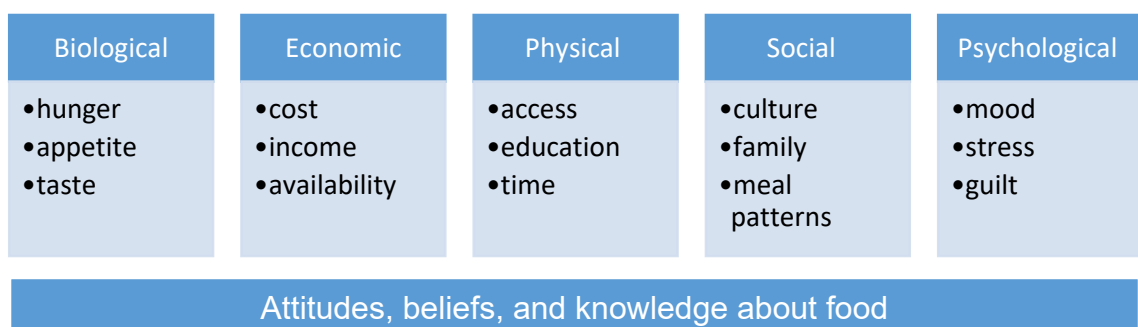 Biological
•hunger
•appetite
•taste
Economic
•cost
•income
•availability
Physical
•access
•education
•time
Social
•culture
•family
•meal
patterns
Psychological
•mood
•stress
•guilt
Attitudes, beliefs, and knowledge about food